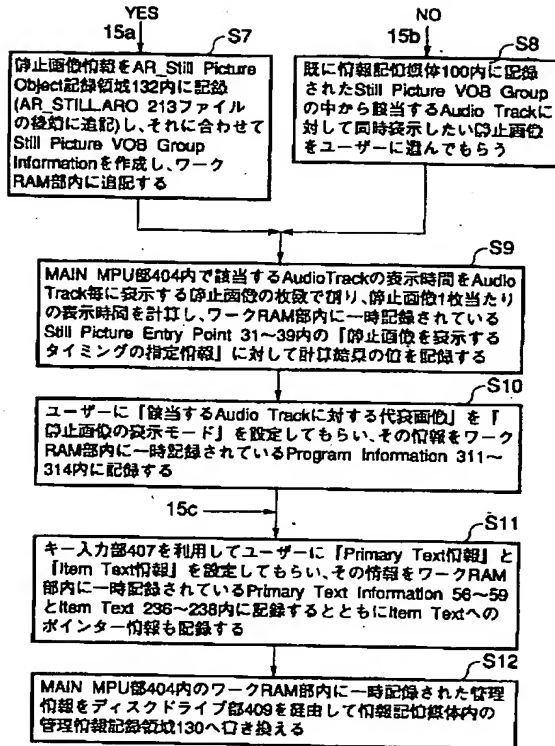 YES
15a
S7
静止画像情報をAR_Still Picture
Object記録領域132内に記録
(AR_STILL.ARO 213ファイル
の後ろに追記)し、それに合わせて
Still Picture VOB Group
Informationを作成し、ワーク
RAM部内に追記する
NO
15b
S8
既に情報記憶媒体100内に記録
されたStill Picture VOB Group
の中から該当するAudio Trackに
対して同時表示したい静止画像
をユーザーに選んでもらう
S9
MAIN MPU部404内で該当するAudioTrackの表示時間をAudio
Track毎に表示する静止画像の枚数で割り、静止画像1枚当たり
の表示時間を計算し、ワークRAM部内に一時記録されている
Still Picture Entry Point 31～39内の「静止画像を表示する
タイミングの指定情報」に対して計算結果の値を記録する
S10
ユーザーに「該当するAudio Trackに対する代表画像」を「
静止画像の表示モード」を設定してもらい、その情報をワーク
RAM部内に一時記録されているProgram Information 311～
314内に記録する
15c
S11
キー入力部407を利用してユーザーに「Primary Text情報」と
「Item Text情報」を設定してもらい、その情報をワークRAM
部内に一時記録されているPrimary Text Information 56～59
とItem Text 236～238内に記録するとともにItem Textへの
ポインター情報も記録する
S12
MAIN MPU部404内のワークRAM部内に一時記録された管理
情報をディスクドライブ部409を経由して情報記憶媒体内の
管理情報記録領域130へ書き換える